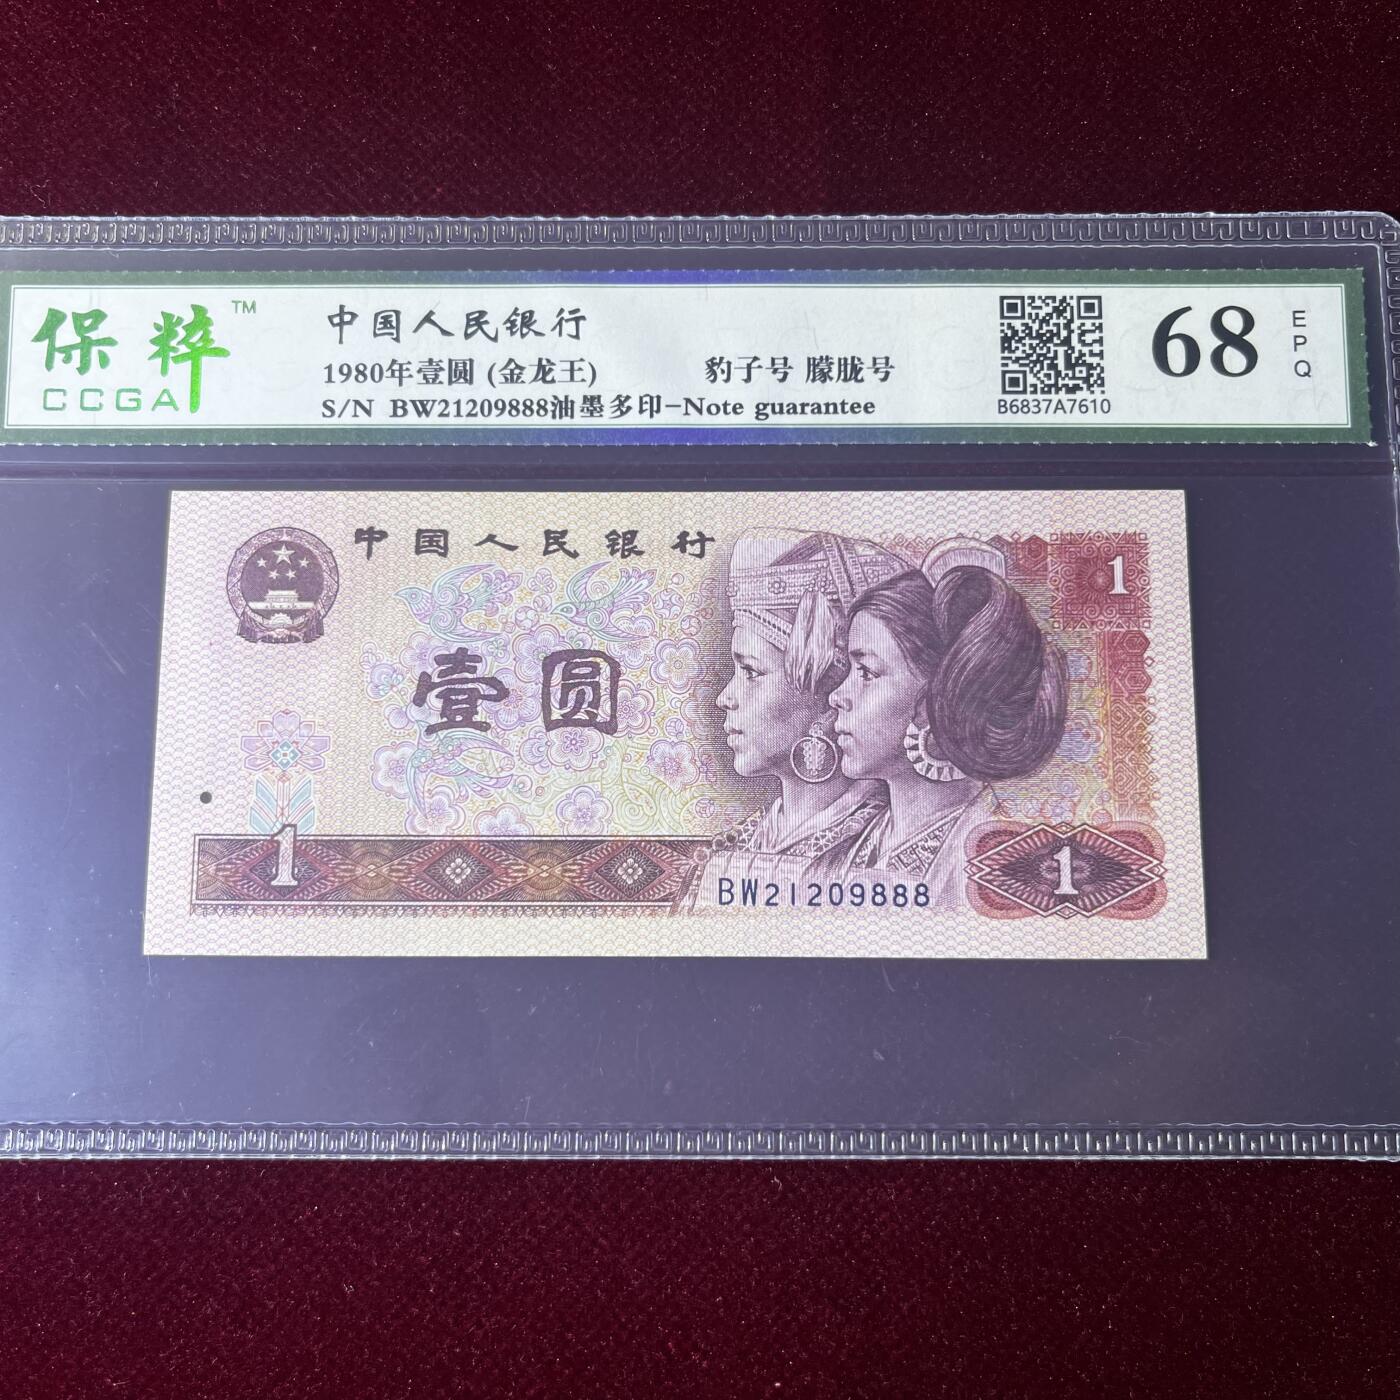 保粹™
CCGA
中国人民银行
1980年壹圆 (金龙王) 豹子号 朦胧号
S/N BW21209888油墨多印-Note guarantee
B6837A7610
68
EPQ
中国人民银行
1
壹圆
1
BW21209888
1